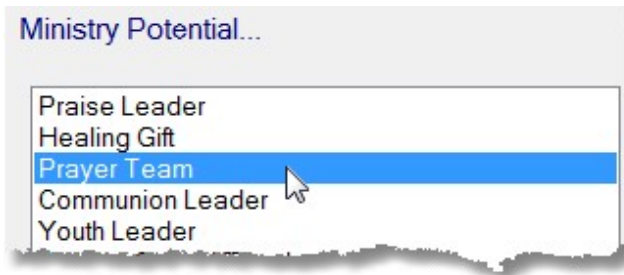 Ministry Potential...
Praise Leader
Healing Gift
Prayer Team
Communion Leader
Youth Leader